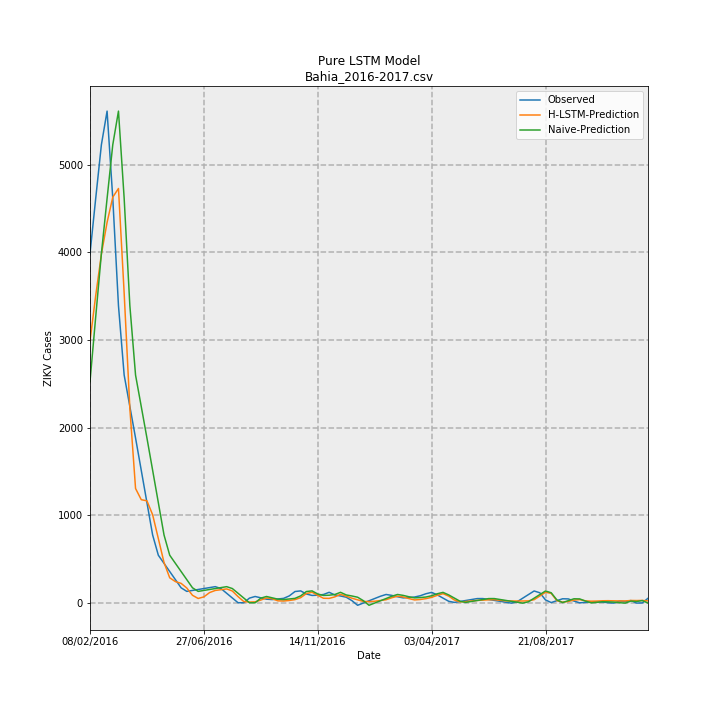 Pure LSTM Model
Bahia_2016-2017.csv
Observed
H-LSTM-Prediction
Naive-Prediction
5000
4000
3000
2000
1000
0
ZIKV Cases
08/02/2016 27/06/2016 14/11/2016 03/04/2017 21/08/2017
Date